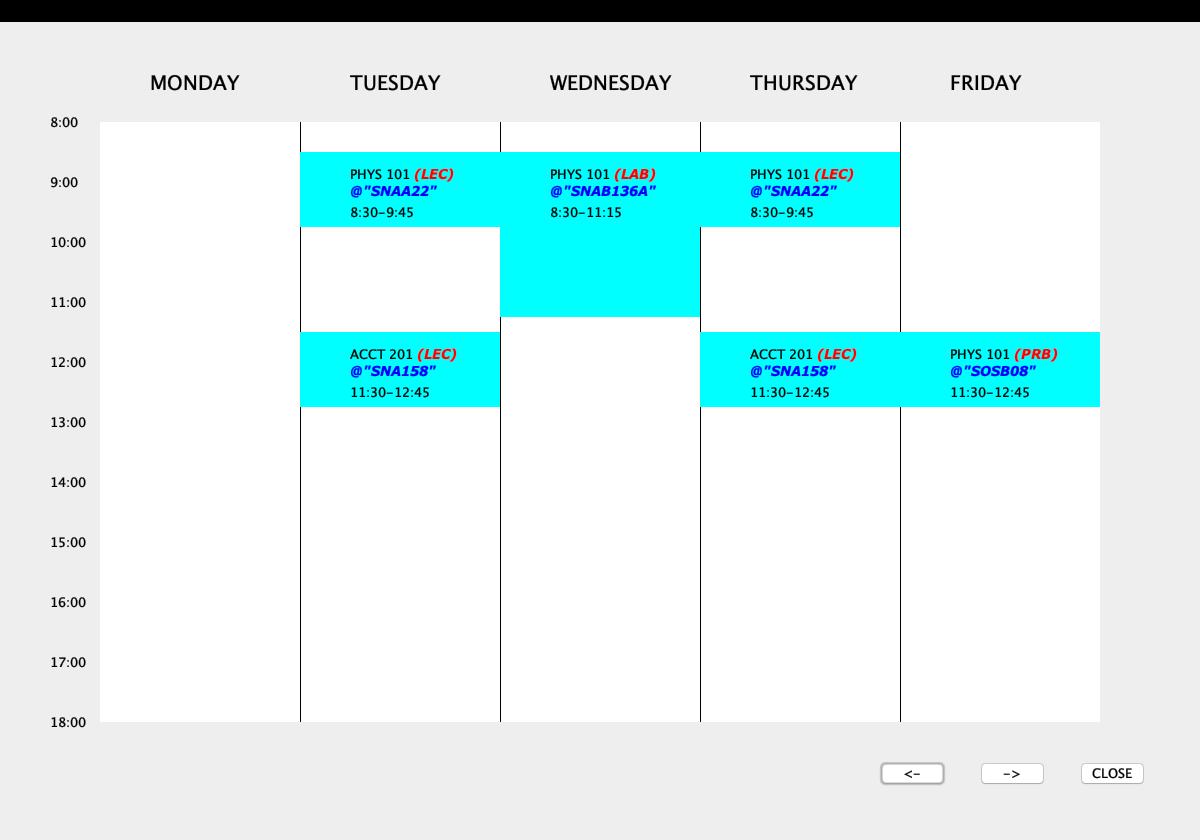 MONDAY TUESDAY WEDNESDAY THURSDAY FRIDAY
8:00
PHYS 101 (LEC) PHYS 101 (LAB) PHYS 101 (LEC)
9:00 @"SNAA22" @"SNAB136A" @"SNAA22"
8:30-9:45 8:30-11:15 8:30-9:45
10:00
11:00
ACCT 201 (LEC) ACCT 201 (LEC) PHYS 101 (PRB)
12:00 @"SNA158" @"SNA158" @"SOSB08"
11:30-12:45 11:30-12:45 11:30-12:45
13:00
14:00
15:00
16:00
17:00
18:00
<- -> CLOSE